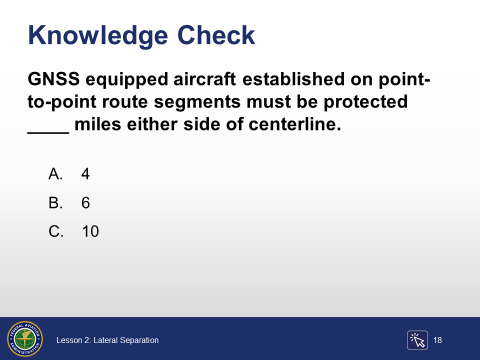 Knowledge Check
GNSS equipped aircraft established on point-
to-point route segments must be protected
____ miles either side of centerline.
A. 4
B. 6
C. 10
Lesson 2: Lateral Separation
18